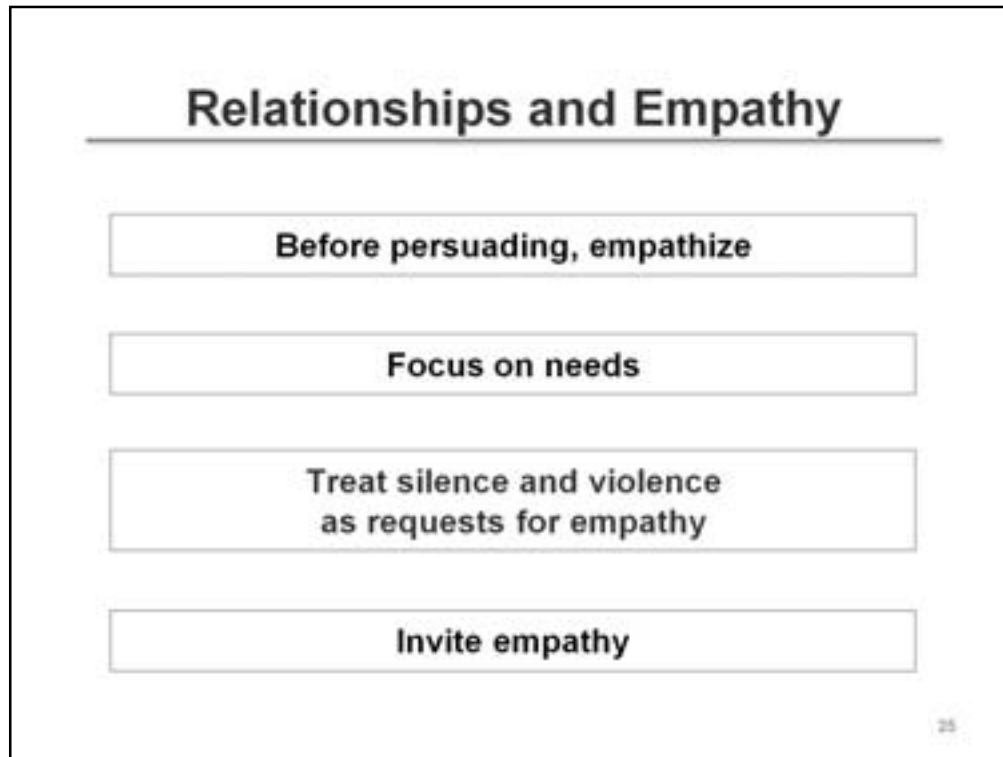 Relationships and Empathy
Before persuading, empathize
Focus on needs
Treat silence and violence
as requests for empathy
Invite empathy
25